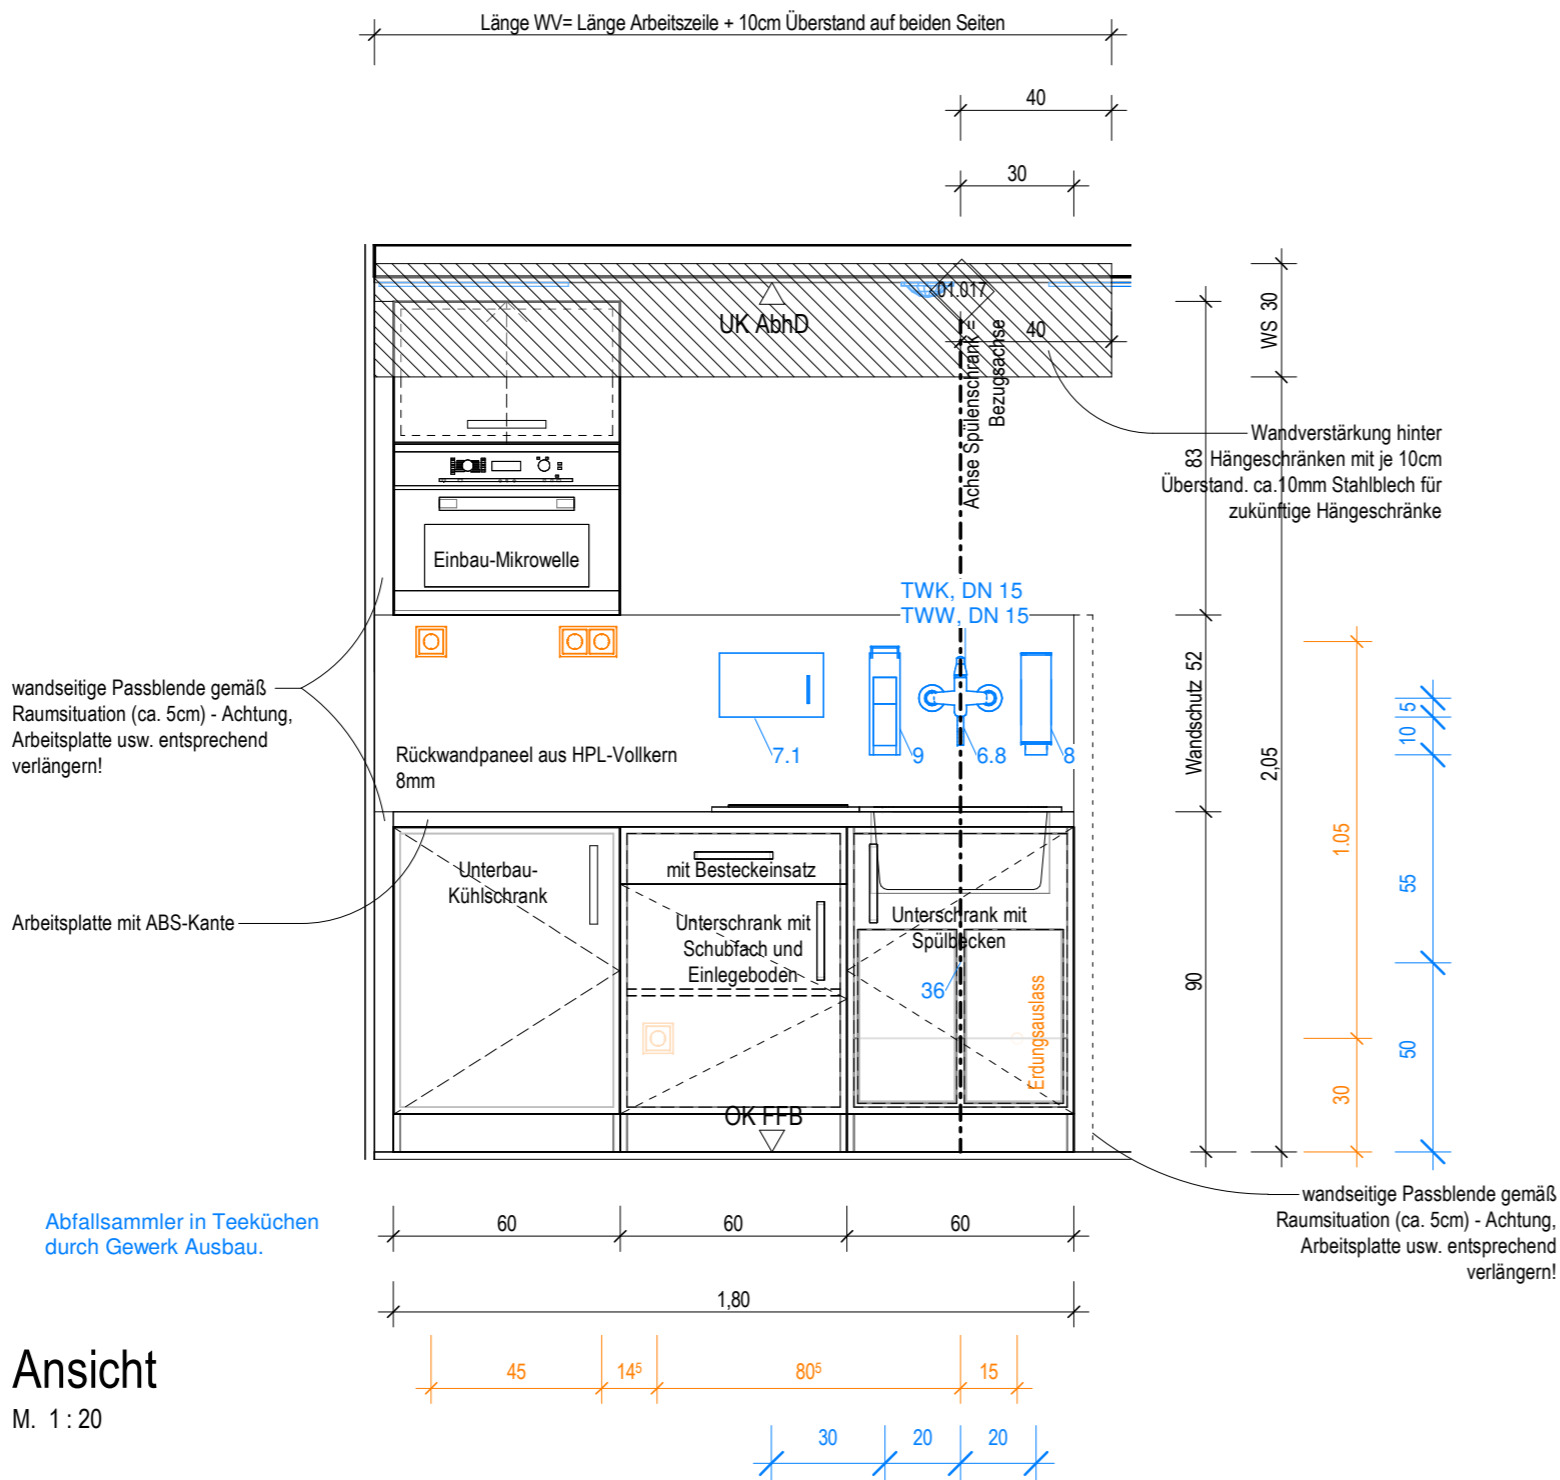 Länge WV= Länge Arbeitszeile + 10cm Überstand auf beiden Seiten
40
30
01.017
UK AbhD
40
Achse Spülenschrank =
Bezugsachse
WS 30
83
Wandverstärkung hinter
Hängeschränken mit je 10cm
Überstand. ca.10mm Stahlblech für
zukünftige Hängeschränke
Einbau-Mikrowelle
TWK, DN 15
TWW, DN 15
wandseitige Passblende gemäß
Raumsituation (ca. 5cm) - Achtung,
Arbeitsplatte usw. entsprechend
verlängern!
Rückwandpaneel aus HPL-Vollkern
8mm
7.1
9
6.8
8
Wandschutz 52
2,05
5
10
1.05
55
Unterbau-
Kühlschrank
mit Besteckeinsatz
Unterschrank mit
Schubfach und
Einlegeboden
Unterschrank mit
Spülbecken
Arbeitsplatte mit ABS-Kante
36
Erdungsauslass
90
50
30
OK FFB
wandseitige Passblende gemäß
Raumsituation (ca. 5cm) - Achtung,
Arbeitsplatte usw. entsprechend
verlängern!
Abfallsammler in Teeküchen
durch Gewerk Ausbau.
60
60
60
1,80
Ansicht
M. 1 : 20
45
14⁵
80⁵
15
30
20
20